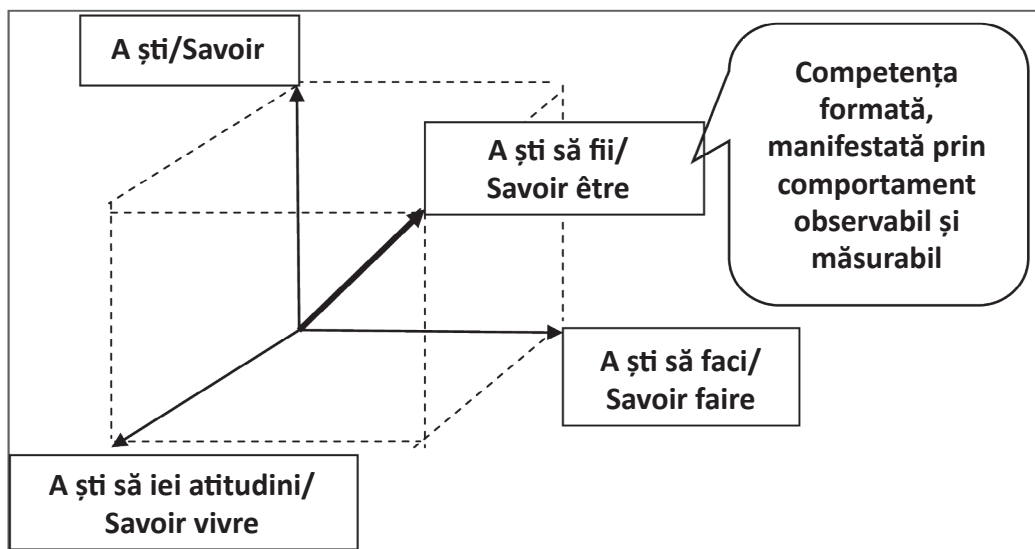 A ști/Savoir
Competența
formată,
manifestată prin
comportament
observabil și
măsurabil
A ști să fii/
Savoir être
A ști să faci/
Savoir faire
A ști să iei atitudini/
Savoir vivre